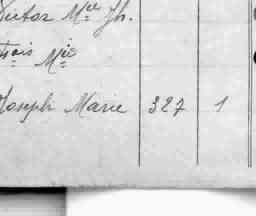 Victor Mie Jh.
çois Mie
Joseph Marie 327 1